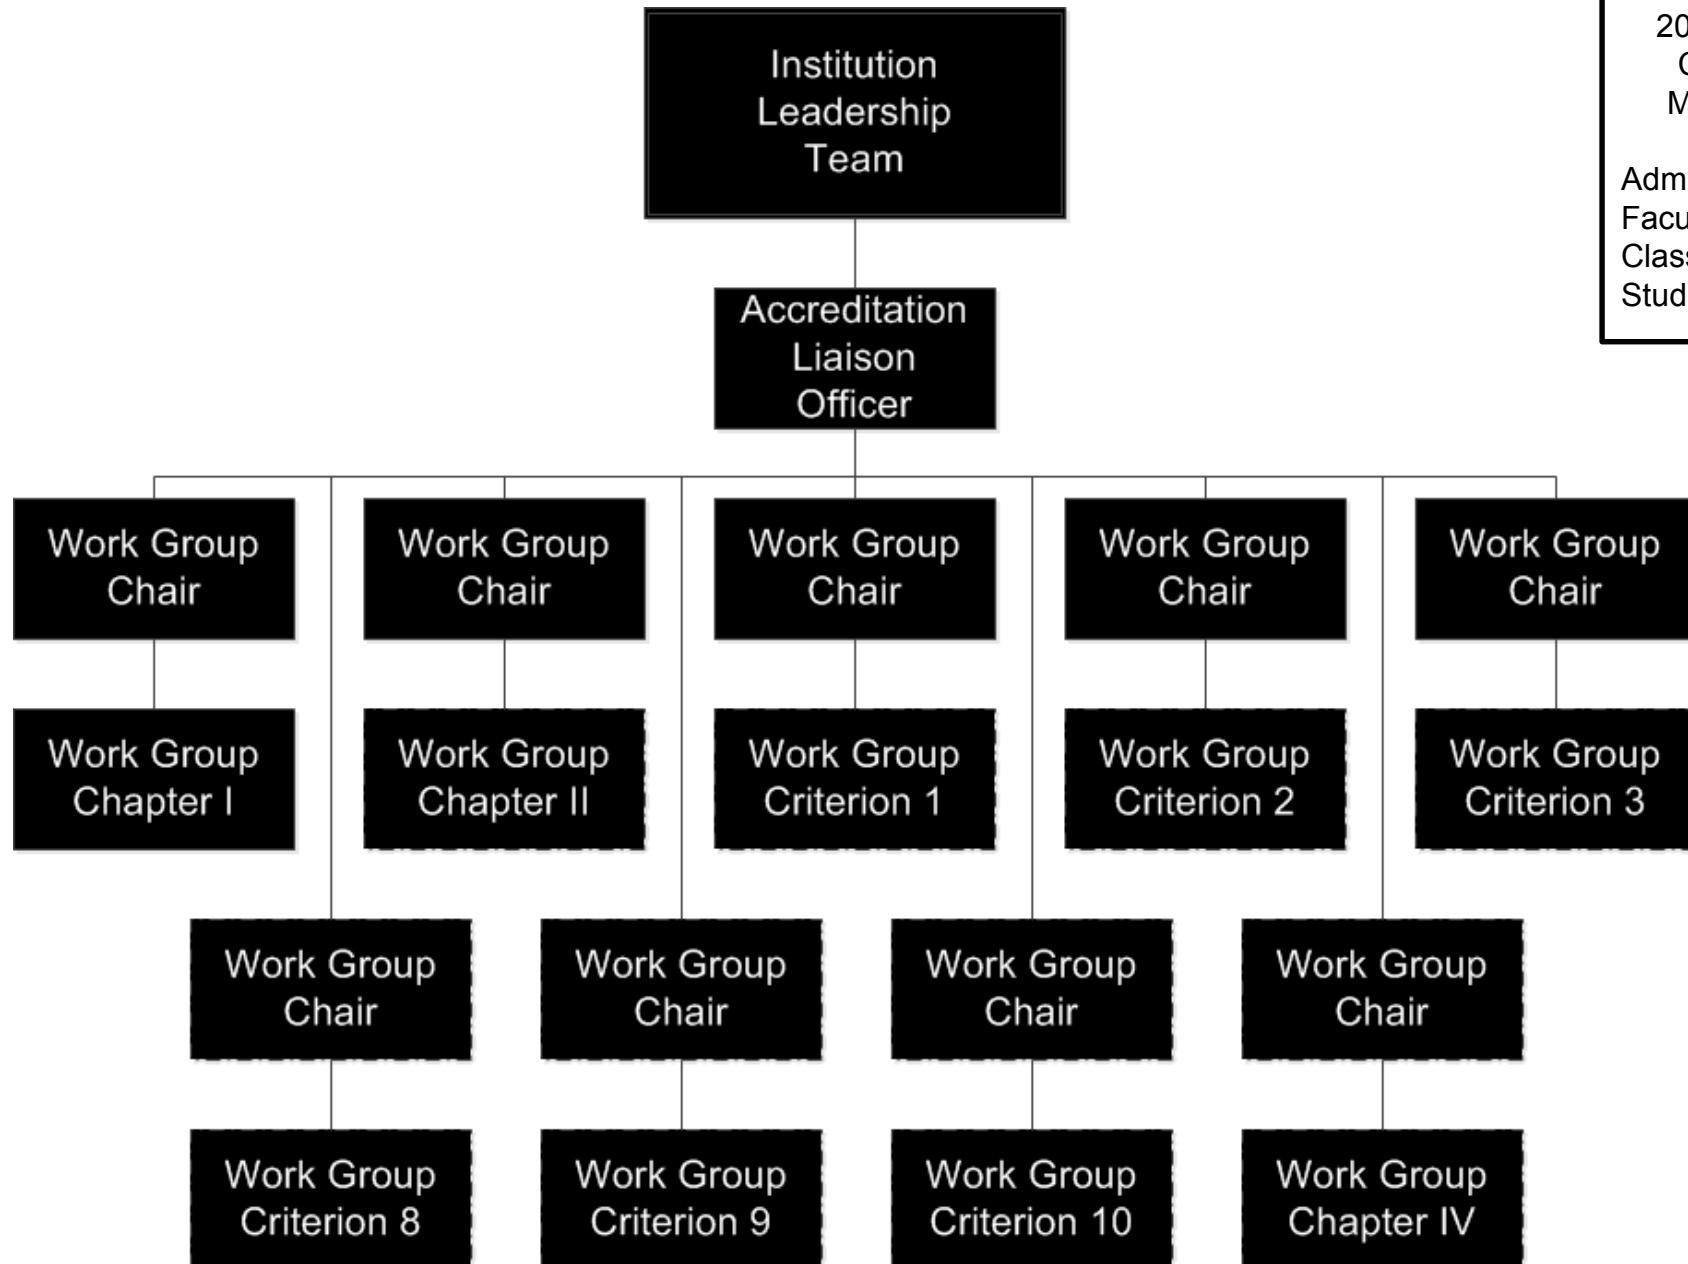 Institution
Leadership
Team
Accreditation
Liaison
Officer
Work Group
Chair
Work Group
Chair
Work Group
Chair
Work Group
Chair
Work Group
Chair
Work Group
Chapter I
Work Group
Chapter II
Work Group
Criterion 1
Work Group
Criterion 2
Work Group
Criterion 3
Work Group
Chair
Work Group
Chair
Work Group
Chair
Work Group
Chair
Work Group
Criterion 8
Work Group
Criterion 9
Work Group
Criterion 10
Work Group
Chapter IV